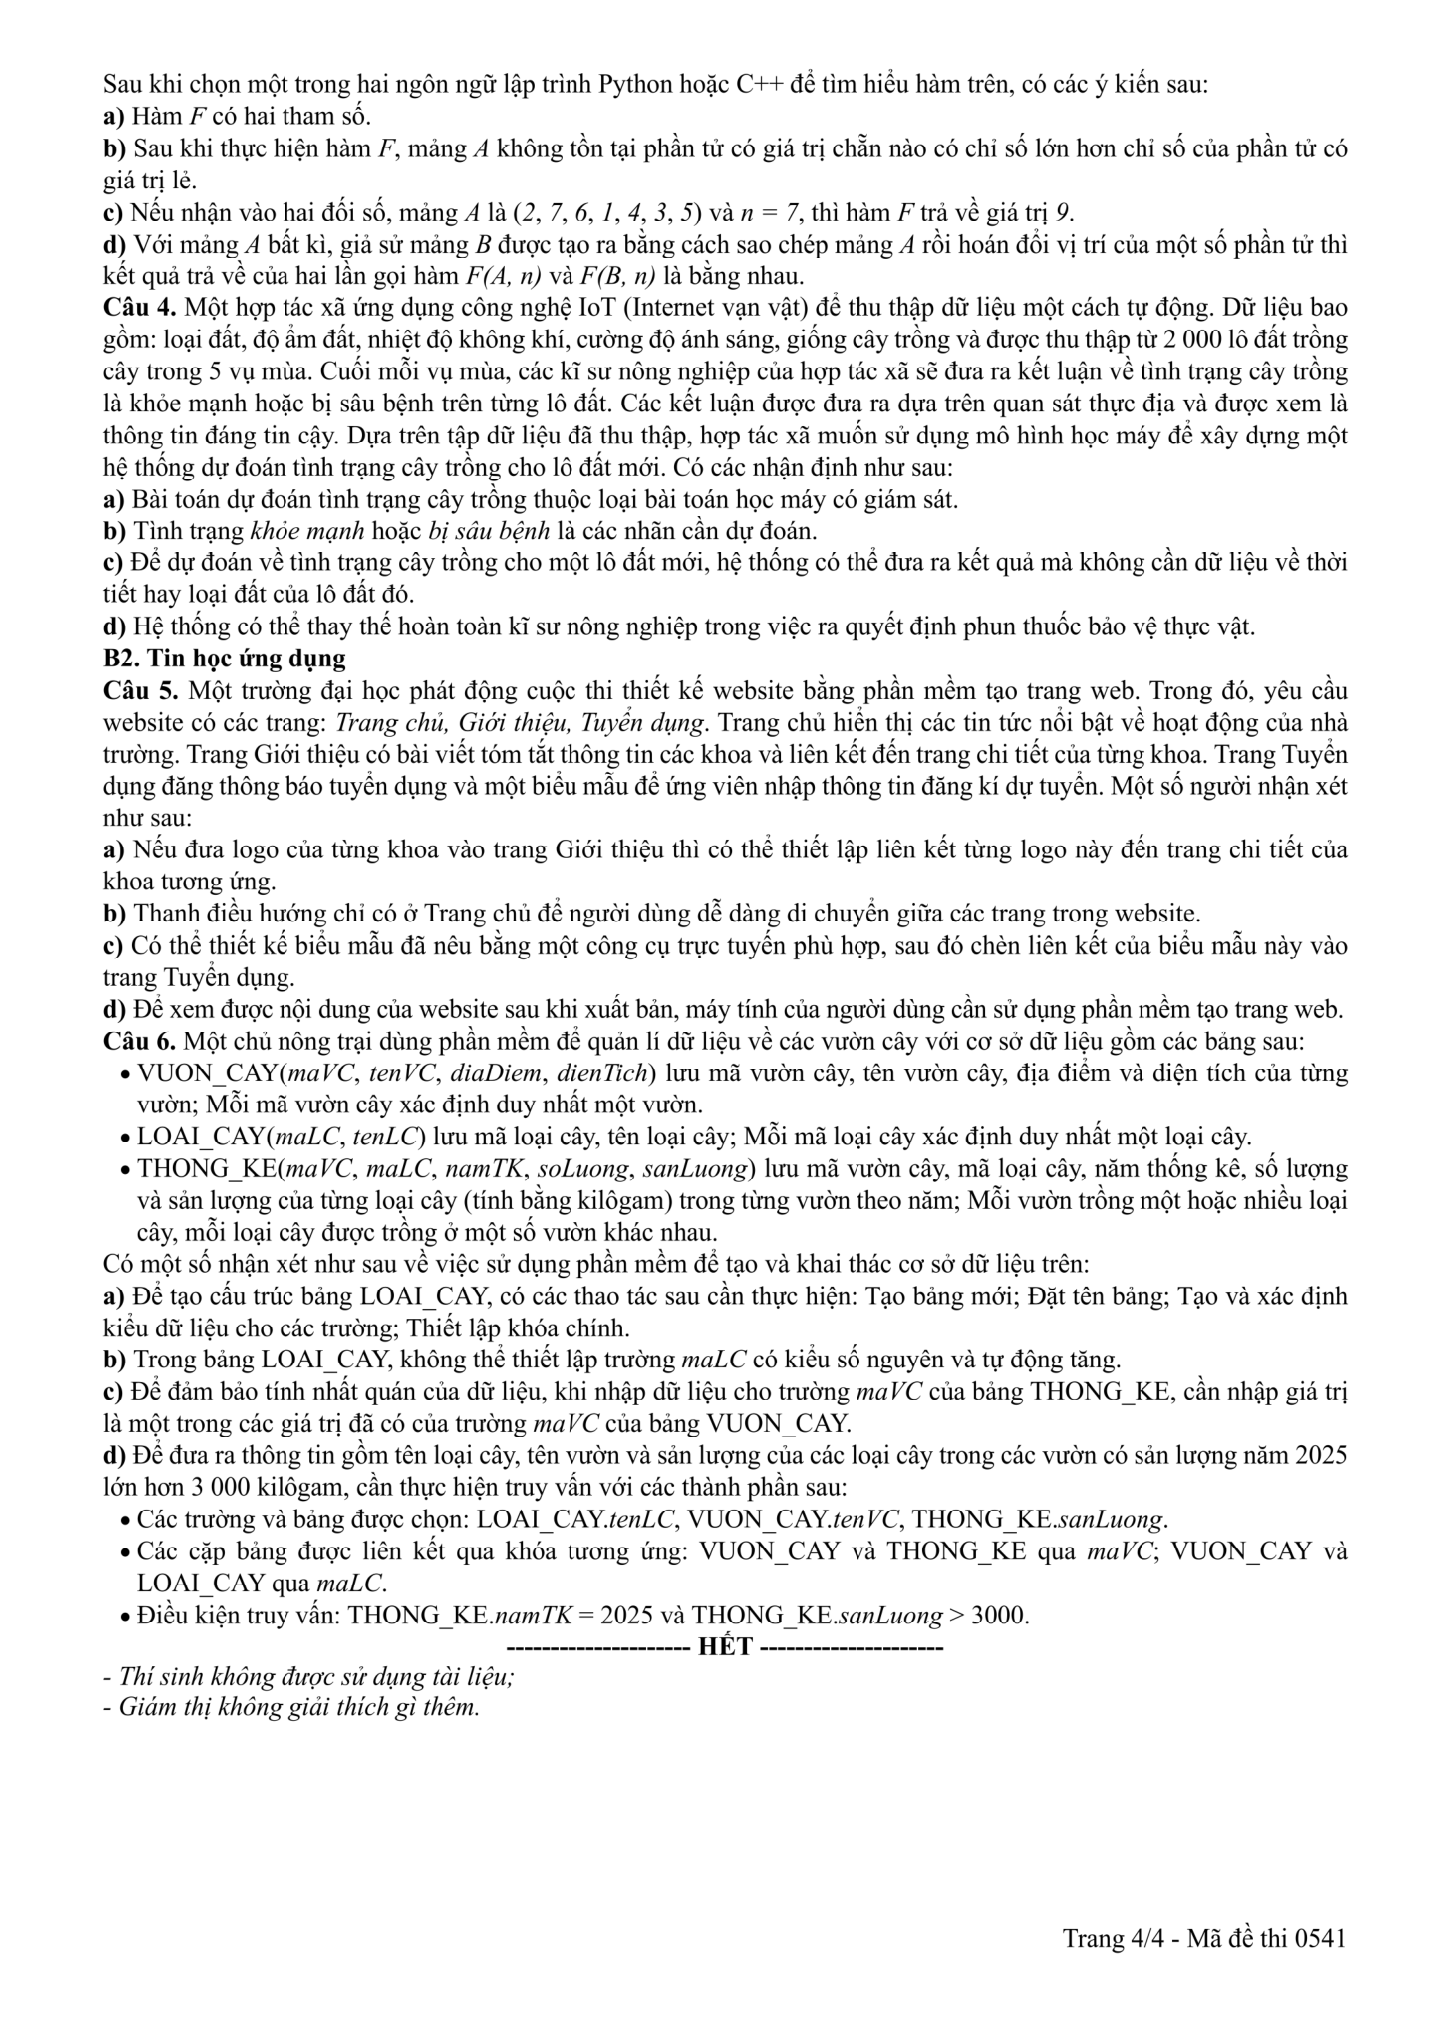 Sau khi chọn một trong hai ngôn ngữ lập trình Python hoặc C++ để tìm hiểu hàm trên, có các ý kiến sau:
a) Hàm F có hai tham số.
b) Sau khi thực hiện hàm F, mảng A không tồn tại phần tử có giá trị chẵn nào có chỉ số lớn hơn chỉ số của phần tử có
giá trị lẻ.
c) Nếu nhận vào hai đối số, mảng A là (2, 7, 6, 1, 4, 3, 5) và n = 7, thì hàm F trả về giá trị 9.
d) Với mảng A bất kì, giả sử mảng B được tạo ra bằng cách sao chép mảng A rồi hoán đổi vị trí của một số phần tử thì
kết quả trả về của hai lần gọi hàm F(A, n) và F(B, n) là bằng nhau.
Câu 4. Một hợp tác xã ứng dụng công nghệ IoT (Internet vạn vật) để thu thập dữ liệu một cách tự động. Dữ liệu bao
gồm: loại đất, độ ẩm đất, nhiệt độ không khí, cường độ ánh sáng, giống cây trồng và được thu thập từ 2 000 lô đất trồng
cây trong 5 vụ mùa. Cuối mỗi vụ mùa, các kĩ sư nông nghiệp của hợp tác xã sẽ đưa ra kết luận về tình trạng cây trồng
là khỏe mạnh hoặc bị sâu bệnh trên từng lô đất. Các kết luận được đưa ra dựa trên quan sát thực địa và được xem là
thông tin đáng tin cậy. Dựa trên tập dữ liệu đã thu thập, hợp tác xã muốn sử dụng mô hình học máy để xây dựng một
hệ thống dự đoán tình trạng cây trồng cho lô đất mới. Có các nhận định như sau:
a) Bài toán dự đoán tình trạng cây trồng thuộc loại bài toán học máy có giám sát.
b) Tình trạng khỏe mạnh hoặc bị sâu bệnh là các nhãn cần dự đoán.
c) Để dự đoán về tình trạng cây trồng cho một lô đất mới, hệ thống có thể đưa ra kết quả mà không cần dữ liệu về thời
tiết hay loại đất của lô đất đó.
d) Hệ thống có thể thay thế hoàn toàn kĩ sư nông nghiệp trong việc ra quyết định phun thuốc bảo vệ thực vật.
B2. Tin học ứng dụng
Câu 5. Một trường đại học phát động cuộc thi thiết kế website bằng phần mềm tạo trang web. Trong đó, yêu cầu
website có các trang: Trang chủ, Giới thiệu, Tuyển dụng. Trang chủ hiển thị các tin tức nổi bật về hoạt động của nhà
trường. Trang Giới thiệu có bài viết tóm tắt thông tin các khoa và liên kết đến trang chi tiết của từng khoa. Trang Tuyển
dụng đăng thông báo tuyển dụng và một biểu mẫu để ứng viên nhập thông tin đăng kí dự tuyển. Một số người nhận xét
như sau:
a) Nếu đưa logo của từng khoa vào trang Giới thiệu thì có thể thiết lập liên kết từng logo này đến trang chi tiết của
khoa tương ứng.
b) Thanh điều hướng chỉ có ở Trang chủ để người dùng dễ dàng di chuyển giữa các trang trong website.
c) Có thể thiết kế biểu mẫu đã nêu bằng một công cụ trực tuyến phù hợp, sau đó chèn liên kết của biểu mẫu này vào
trang Tuyển dụng.
d) Để xem được nội dung của website sau khi xuất bản, máy tính của người dùng cần sử dụng phần mềm tạo trang web.
Câu 6. Một chủ nông trại dùng phần mềm để quản lí dữ liệu về các vườn cây với cơ sở dữ liệu gồm các bảng sau:
• VUON_CAY(maVC, tenVC, diaDiem, dienTich) lưu mã vườn cây, tên vườn cây, địa điểm và diện tích của từng
vườn; Mỗi mã vườn cây xác định duy nhất một vườn.
• LOAI_CAY(maLC, tenLC) lưu mã loại cây, tên loại cây; Mỗi mã loại cây xác định duy nhất một loại cây.
• THONG_KE(maVC, maLC, namTK, soLuong, sanLuong) lưu mã vườn cây, mã loại cây, năm thống kê, số lượng
và sản lượng của từng loại cây (tính bằng kilôgam) trong từng vườn theo năm; Mỗi vườn trồng một hoặc nhiều loại
cây, mỗi loại cây được trồng ở một số vườn khác nhau.
Có một số nhận xét như sau về việc sử dụng phần mềm để tạo và khai thác cơ sở dữ liệu trên:
a) Để tạo cấu trúc bảng LOAI_CAY, có các thao tác sau cần thực hiện: Tạo bảng mới; Đặt tên bảng; Tạo và xác định
kiểu dữ liệu cho các trường; Thiết lập khóa chính.
b) Trong bảng LOAI_CAY, không thể thiết lập trường maLC có kiểu số nguyên và tự động tăng.
c) Để đảm bảo tính nhất quán của dữ liệu, khi nhập dữ liệu cho trường maVC của bảng THONG_KE, cần nhập giá trị
là một trong các giá trị đã có của trường maVC của bảng VUON_CAY.
d) Để đưa ra thông tin gồm tên loại cây, tên vườn và sản lượng của các loại cây trong các vườn có sản lượng năm 2025
lớn hơn 3 000 kilôgam, cần thực hiện truy vấn với các thành phần sau:
• Các trường và bảng được chọn: LOAI_CAY.tenLC, VUON_CAY.tenVC, THONG_KE.sanLuong.
• Các cặp bảng được liên kết qua khóa tương ứng: VUON_CAY và THONG_KE qua maVC; VUON_CAY và
LOAI_CAY qua maLC.
• Điều kiện truy vấn: THONG_KE.namTK = 2025 và THONG_KE.sanLuong > 3000.
--------------------- HẾT ---------------------
- Thí sinh không được sử dụng tài liệu;
- Giám thị không giải thích gì thêm.
Trang 4/4 - Mã đề thi 0541